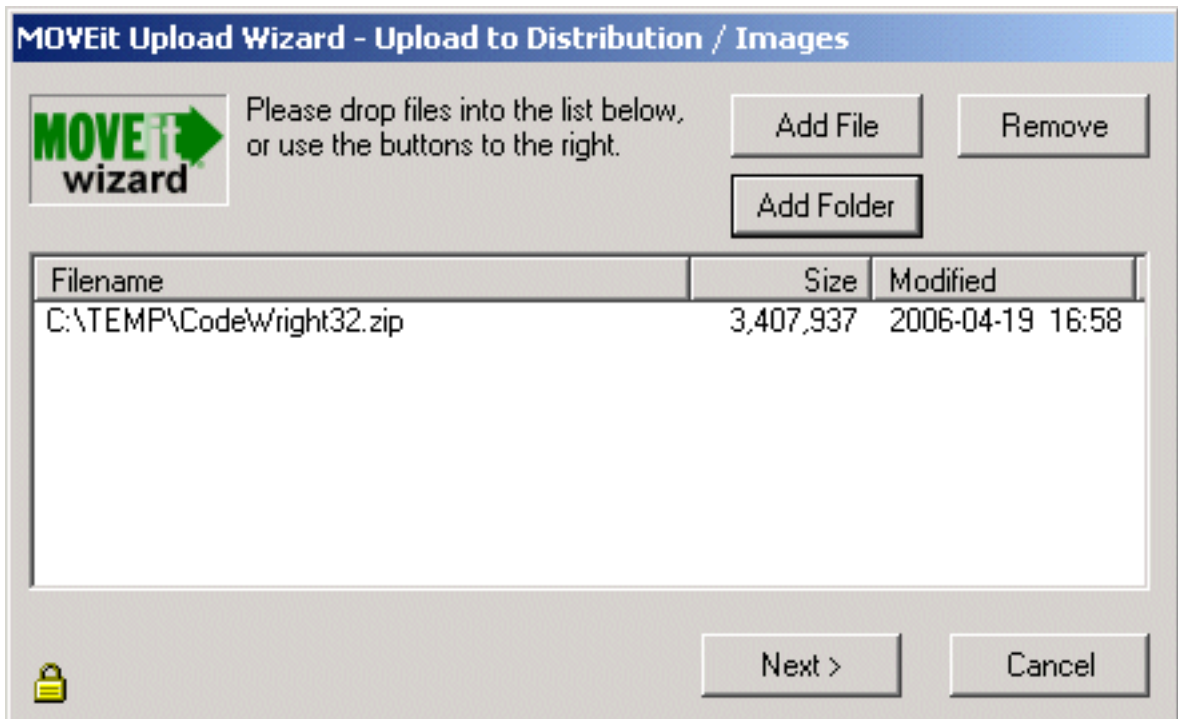 MOVEit Upload Wizard - Upload to Distribution / Images
MOVEit
wizard
Please drop files into the list below,
or use the buttons to the right.
Add File
Remove
Add Folder
Filename Size Modified
C:\TEMP\CodeWright32.zip 3,407,937 2006-04-19 16:58
Next >
Cancel